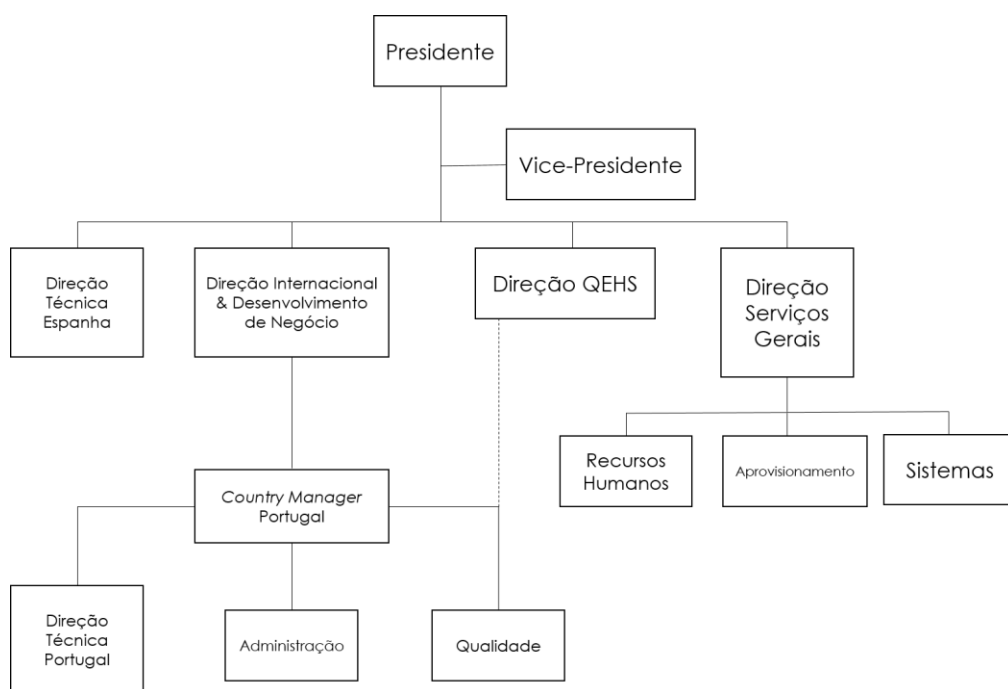 Presidente
Vice-Presidente
Direção
Técnica
Espanha
Direção Internacional
& Desenvolvimento
de Negócio
Direção QEHS
Direção
Serviços
Gerais
Recursos
Humanos
Aprovisionamento
Sistemas
Country Manager
Portugal
Direção
Técnica
Portugal
Administração
Qualidade